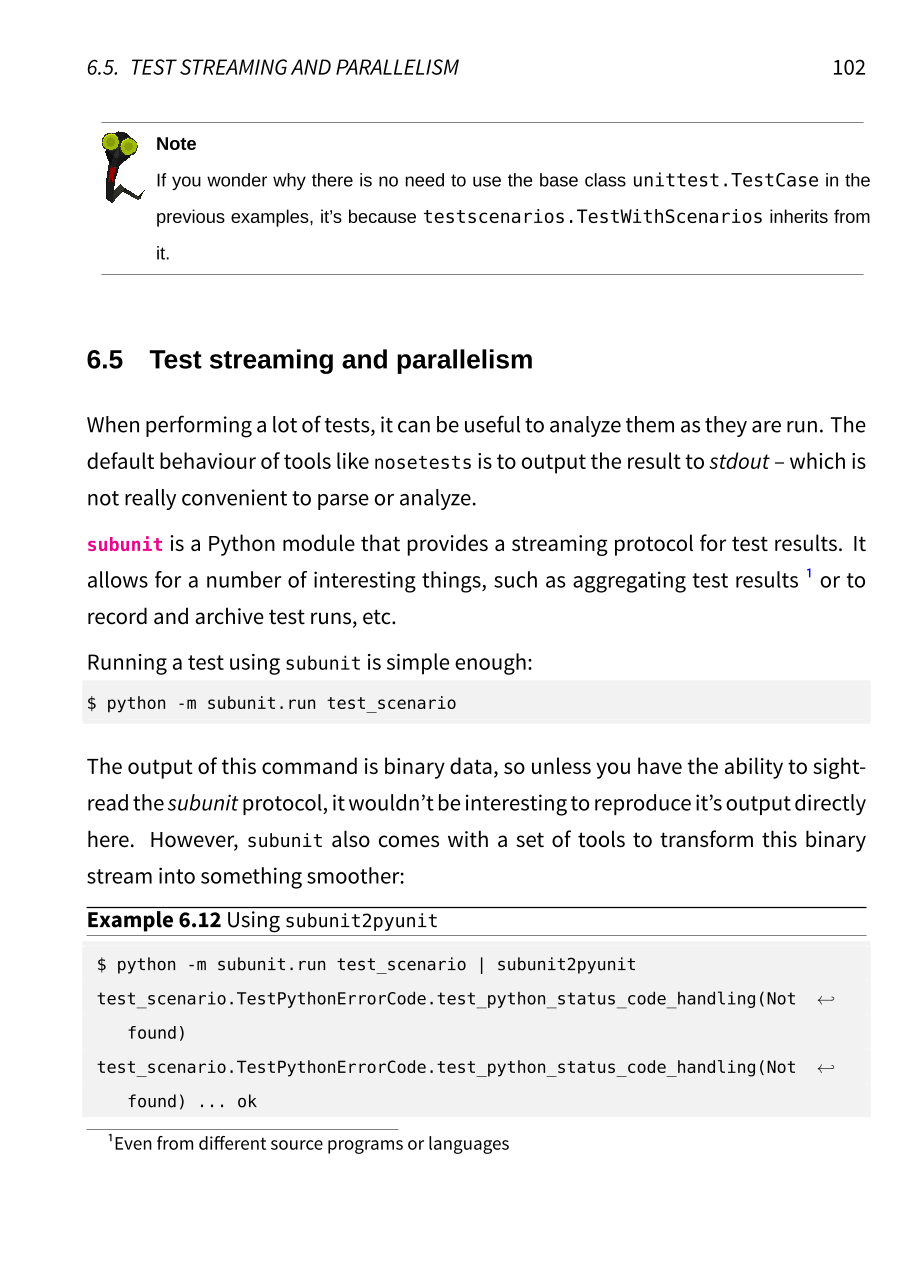 6.5. TEST STREAMING AND PARALLELISM 102
Note
If you wonder why there is no need to use the base class unittest.TestCase in the
previous examples, it’s because testscenarios.TestWithScenarios inherits from
it.
6.5 Test streaming and parallelism
When performing a lot of tests, it can be useful to analyze them as they are run. The
default behaviour of tools like nosetests is to output the result to stdout – which is
not really convenient to parse or analyze.
subunit is a Python module that provides a streaming protocol for test results. It
allows for a number of interesting things, such as aggregating test results 1 or to
record and archive test runs, etc.
Running a test using subunit is simple enough:
$ python -m subunit.run test_scenario
The output of this command is binary data, so unless you have the ability to sight-
read the subunit protocol, it wouldn’t be interesting to reproduce it’s output directly
here. However, subunit also comes with a set of tools to transform this binary
stream into something smoother:
Example 6.12 Using subunit2pyunit
$ python -m subunit.run test_scenario | subunit2pyunit
test_scenario.TestPythonErrorCode.test_python_status_code_handling(Not ↩
found)
test_scenario.TestPythonErrorCode.test_python_status_code_handling(Not ↩
found) ... ok
1Even from different source programs or languages